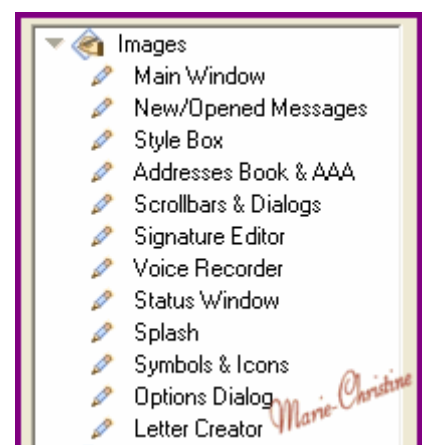 Images
Main Window
New/Opened Messages
Style Box
Addresses Book & AAA
Scrollbars & Dialogs
Signature Editor
Voice Recorder
Status Window
Splash
Symbols & Icons
Options Dialog
Letter Creator
Marie-Christine